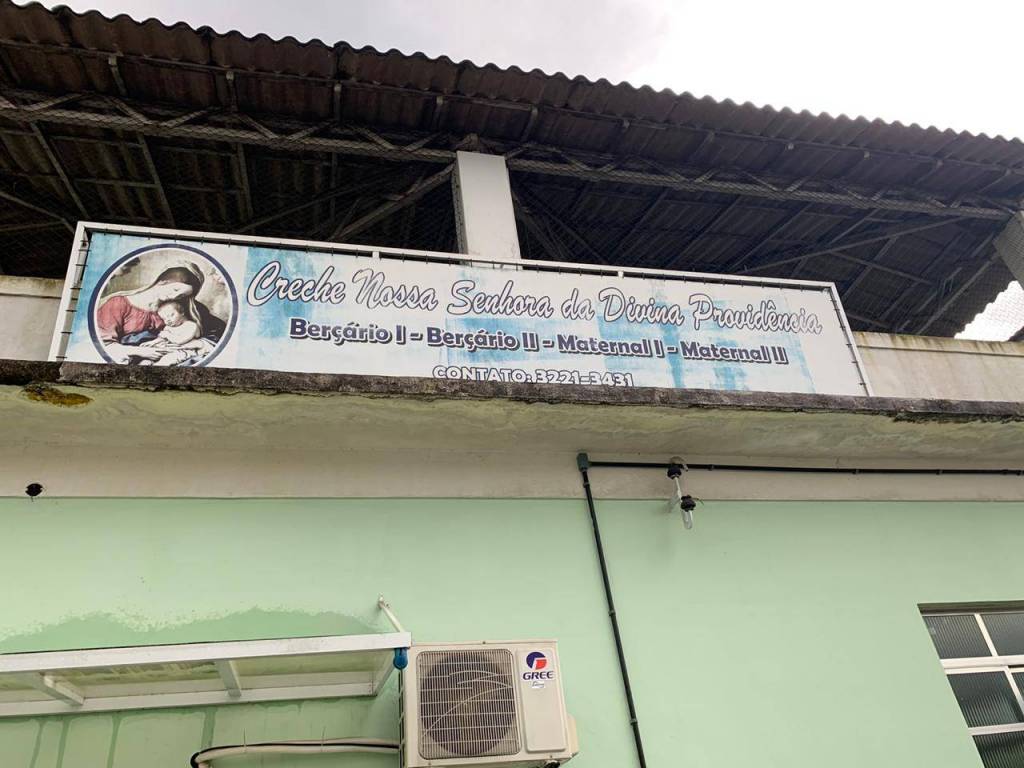 Creche Nossa Senhora da Divina Providência
Berçário I - Berçário II - Maternal I - Maternal II
CONTATO: 3221-3431
GREE